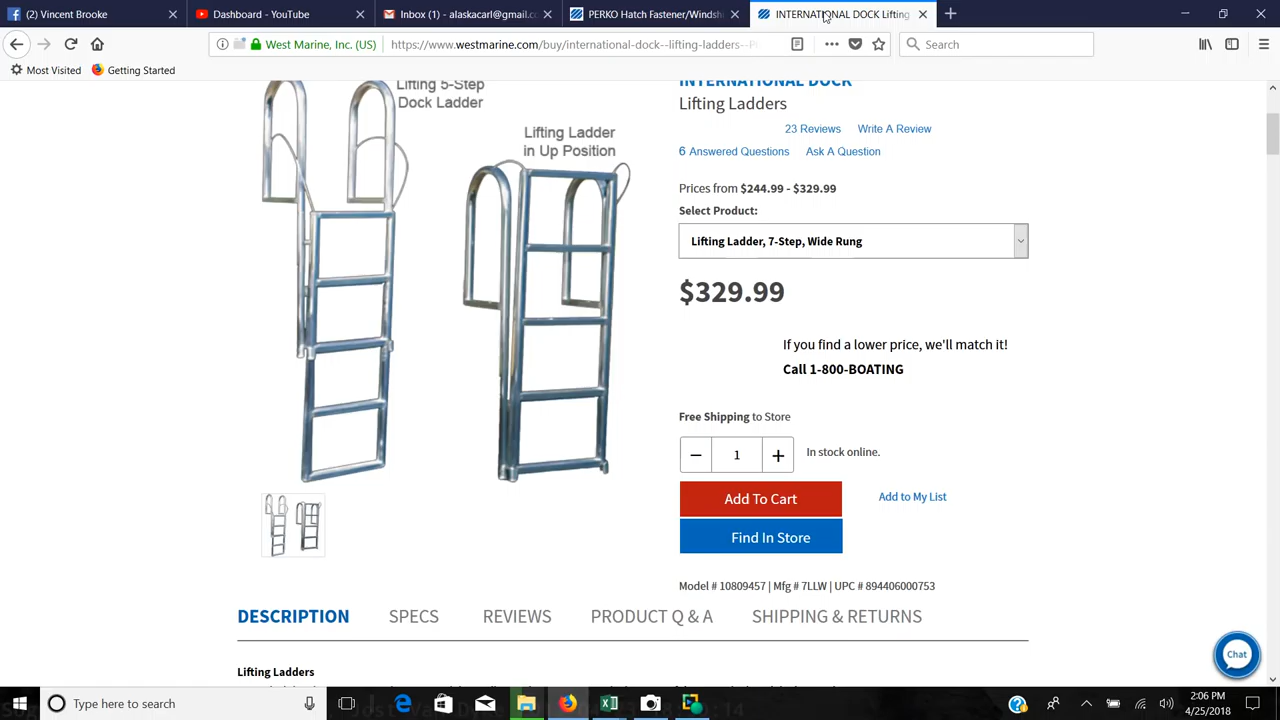 (2) Vincent Brooke
Dashboard - YouTube
Inbox (1) - alaskacarl@gmail.c
PERKO Hatch Fastener/Windsh
INTERNATIONAL DOCK Lifting
West Marine, Inc. (US)
https://www.westmarine.com/buy/international-dock--lifting-ladders--P
Search
Most Visited
Getting Started
Lifting 5-Step
Dock Ladder
Lifting Ladder
in Up Position
INTERNATIONAL DOCK
Lifting Ladders
23 Reviews Write A Review
6 Answered Questions Ask A Question
Prices from $244.99 - $329.99
Select Product:
Lifting Ladder, 7-Step, Wide Rung
$329.99
If you find a lower price, we'll match it!
Call 1-800-BOATING
Free Shipping to Store
− 1 + In stock online.
Add To Cart
Add to My List
Find In Store
Model # 10809457 | Mfg # 7LLW | UPC # 894406000753
DESCRIPTION SPECS REVIEWS PRODUCT Q & A SHIPPING & RETURNS
Lifting Ladders
Chat
Type here to search
2:06 PM
4/25/2018